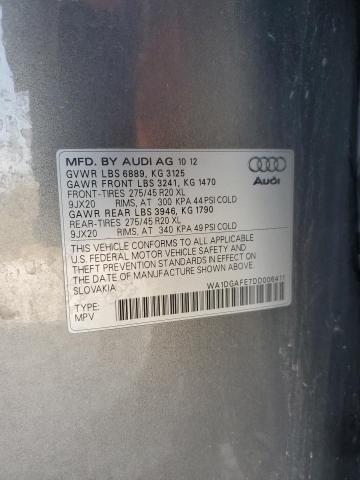 MFD. BY AUDI AG 10 12
GVWR LBS 6889, KG 3125
GAWR FRONT LBS 3241, KG 1470
FRONT-TIRES 275/45 R20 XL
9JX20 RIMS, AT 300 KPA 44 PSI COLD
GAWR REAR LBS 3946, KG 1790
REAR-TIRES 275/45 R20 XL
9JX20 RIMS, AT 340 KPA 49 PSI COLD
Audi
THIS VEHICLE CONFORMS TO ALL APPLICABLE
U.S. FEDERAL MOTOR VEHICLE SAFETY AND
THEFT PREVENTION STANDARDS IN EFFECT ON
THE DATE OF MANUFACTURE SHOWN ABOVE.
SLOVAKIA
WA1DGAFE7DD006411
TYPE:
MPV